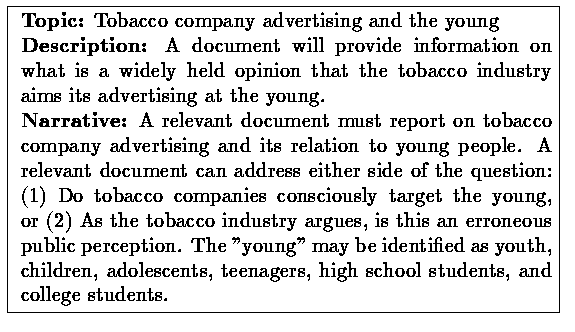 Topic: Tobacco company advertising and the young
Description: A document will provide information on
what is a widely held opinion that the tobacco industry
aims its advertising at the young.
Narrative: A relevant document must report on tobacco
company advertising and its relation to young people. A
relevant document can address either side of the question:
(1) Do tobacco companies consciously target the young,
or (2) As the tobacco industry argues, is this an erroneous
public perception. The ”young” may be identified as youth,
children, adolescents, teenagers, high school students, and
college students.